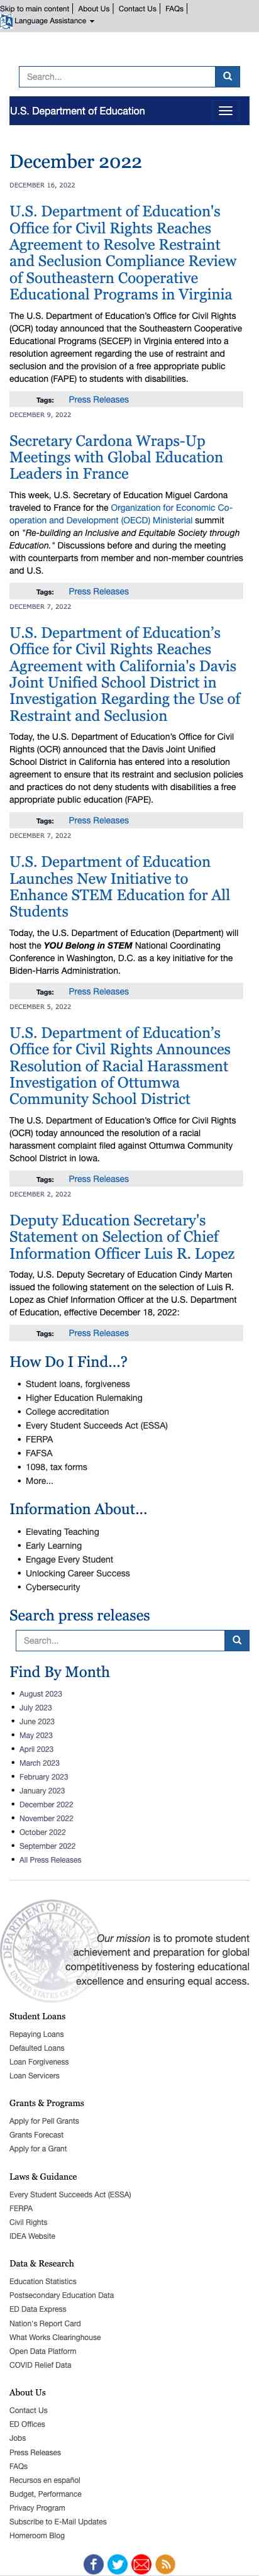 Skip to main content
About Us
Contact Us
FAQs
Language Assistance
Search...
U.S. Department of Education
December 2022
DECEMBER 16, 2022
U.S. Department of Education's
Office for Civil Rights Reaches
Agreement to Resolve Restraint
and Seclusion Compliance Review
of Southeastern Cooperative
Educational Programs in Virginia
The U.S. Department of Education's Office for Civil Rights
(OCR) today announced that the Southeastern Cooperative
Educational Programs (SECEP) in Virginia entered into a
resolution agreement regarding the use of restraint and
seclusion and the provision of a free appropriate public
education (FAPE) to students with disabilities.
Tags: Press Releases
DECEMBER 9, 2022
Secretary Cardona Wraps-Up
Meetings with Global Education
Leaders in France
This week, U.S. Secretary of Education Miguel Cardona
traveled to France for the Organization for Economic Co-
operation and Development (OECD) Ministerial summit
on "Re-building an Inclusive and Equitable Society through
Education." Discussions before and during the meeting
with counterparts from member and non-member countries
and U.S.
Tags: Press Releases
DECEMBER 7, 2022
U.S. Department of Education’s
Office for Civil Rights Reaches
Agreement with California's Davis
Joint Unified School District in
Investigation Regarding the Use of
Restraint and Seclusion
Today, the U.S. Department of Education's Office for Civil
Rights (OCR) announced that the Davis Joint Unified
School District in California has entered into a resolution
agreement to ensure that its restraint and seclusion policies
and practices do not deny students with disabilities a free
appropriate public education (FAPE).
Tags: Press Releases
DECEMBER 7, 2022
U.S. Department of Education
Launches New Initiative to
Enhance STEM Education for All
Students
Today, the U.S. Department of Education (Department) will
host the YOU Belong in STEM National Coordinating
Conference in Washington, D.C. as a key initiative for the
Biden-Harris Administration.
Tags: Press Releases
DECEMBER 5, 2022
U.S. Department of Education’s
Office for Civil Rights Announces
Resolution of Racial Harassment
Investigation of Ottumwa
Community School District
The U.S. Department of Education's Office for Civil Rights
(OCR) today announced the resolution of a racial
harassment complaint filed against Ottumwa Community
School District in Iowa.
Tags: Press Releases
DECEMBER 2, 2022
Deputy Education Secretary's
Statement on Selection of Chief
Information Officer Luis R. Lopez
Today, U.S. Deputy Secretary of Education Cindy Marten
issued the following statement on the selection of Luis R.
Lopez as Chief Information Officer at the U.S. Department
of Education, effective December 18, 2022:
Tags: Press Releases
How Do I Find...?
• Student loans, forgiveness
• Higher Education Rulemaking
• College accreditation
• Every Student Succeeds Act (ESSA)
• FERPA
• FAFSA
• 1098, tax forms
• More...
Information About...
• Elevating Teaching
• Early Learning
• Engage Every Student
• Unlocking Career Success
• Cybersecurity
Search press releases
Search...
Find By Month
• August 2023
• July 2023
• June 2023
• May 2023
• April 2023
• March 2023
• February 2023
• January 2023
• December 2022
• November 2022
• October 2022
• September 2022
• All Press Releases
Our mission is to promote student
achievement and preparation for global
competitiveness by fostering educational
excellence and ensuring equal access.
Student Loans
Repaying Loans
Defaulted Loans
Loan Forgiveness
Loan Servicers
Grants & Programs
Apply for Pell Grants
Grants Forecast
Apply for a Grant
Laws & Guidance
Every Student Succeeds Act (ESSA)
FERPA
Civil Rights
IDEA Website
Data & Research
Education Statistics
Postsecondary Education Data
ED Data Express
Nation's Report Card
What Works Clearinghouse
Open Data Platform
COVID Relief Data
About Us
Contact Us
ED Offices
Jobs
Press Releases
FAQs
Recursos en español
Budget, Performance
Privacy Program
Subscribe to E-Mail Updates
Homeroom Blog